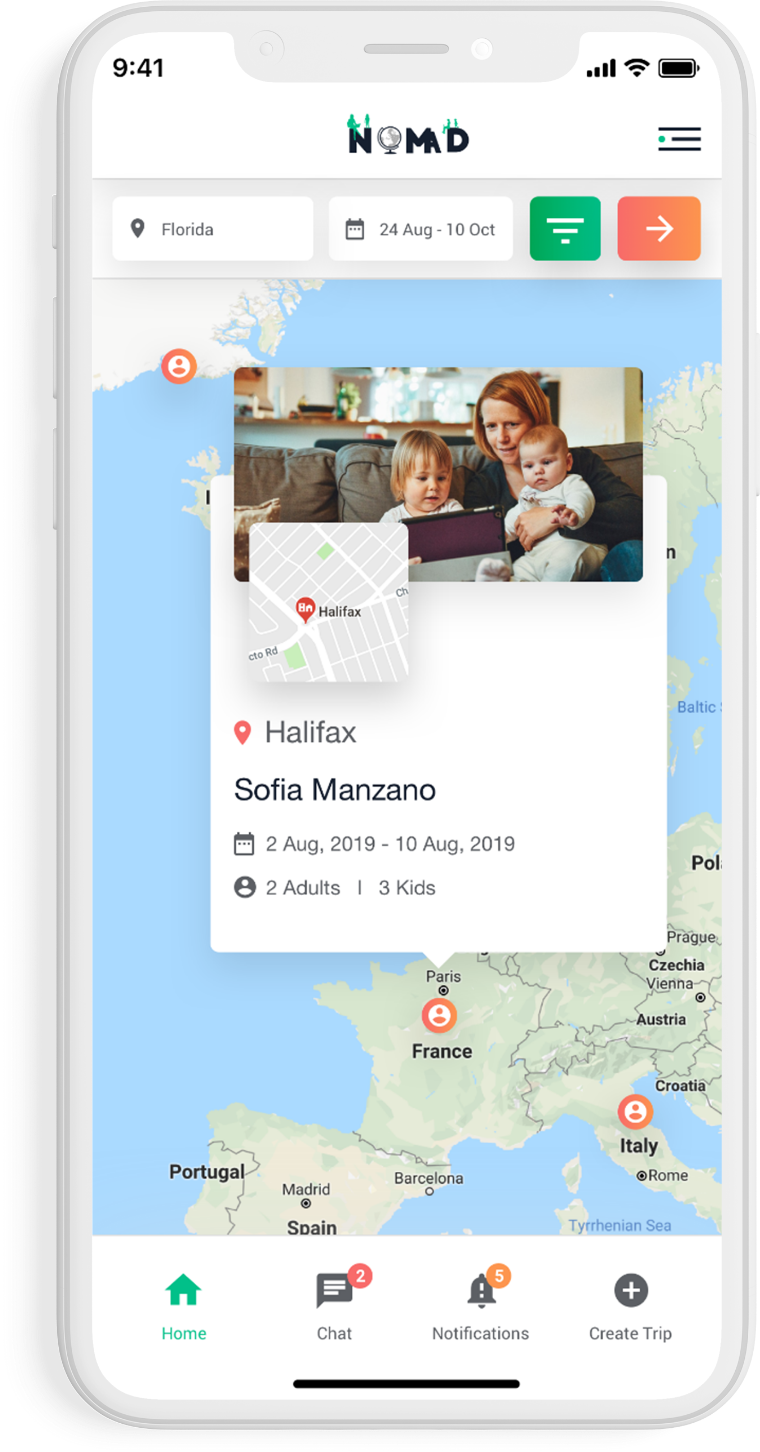 9:41
NOMAD
Florida
24 Aug - 10 Oct
Halifax
Ch
cto Rd
Baltic
Halifax
Sofia Manzano
2 Aug, 2019 - 10 Aug, 2019
2 Adults | 3 Kids
Pol
Prague
Czechia
Vienna
Paris
Austria
France
Croatia
Italy
Portugal
Barcelona
Rome
Madrid
Spain
Tyrrhenian Sea
2
5
Home
Chat
Notifications
Create Trip